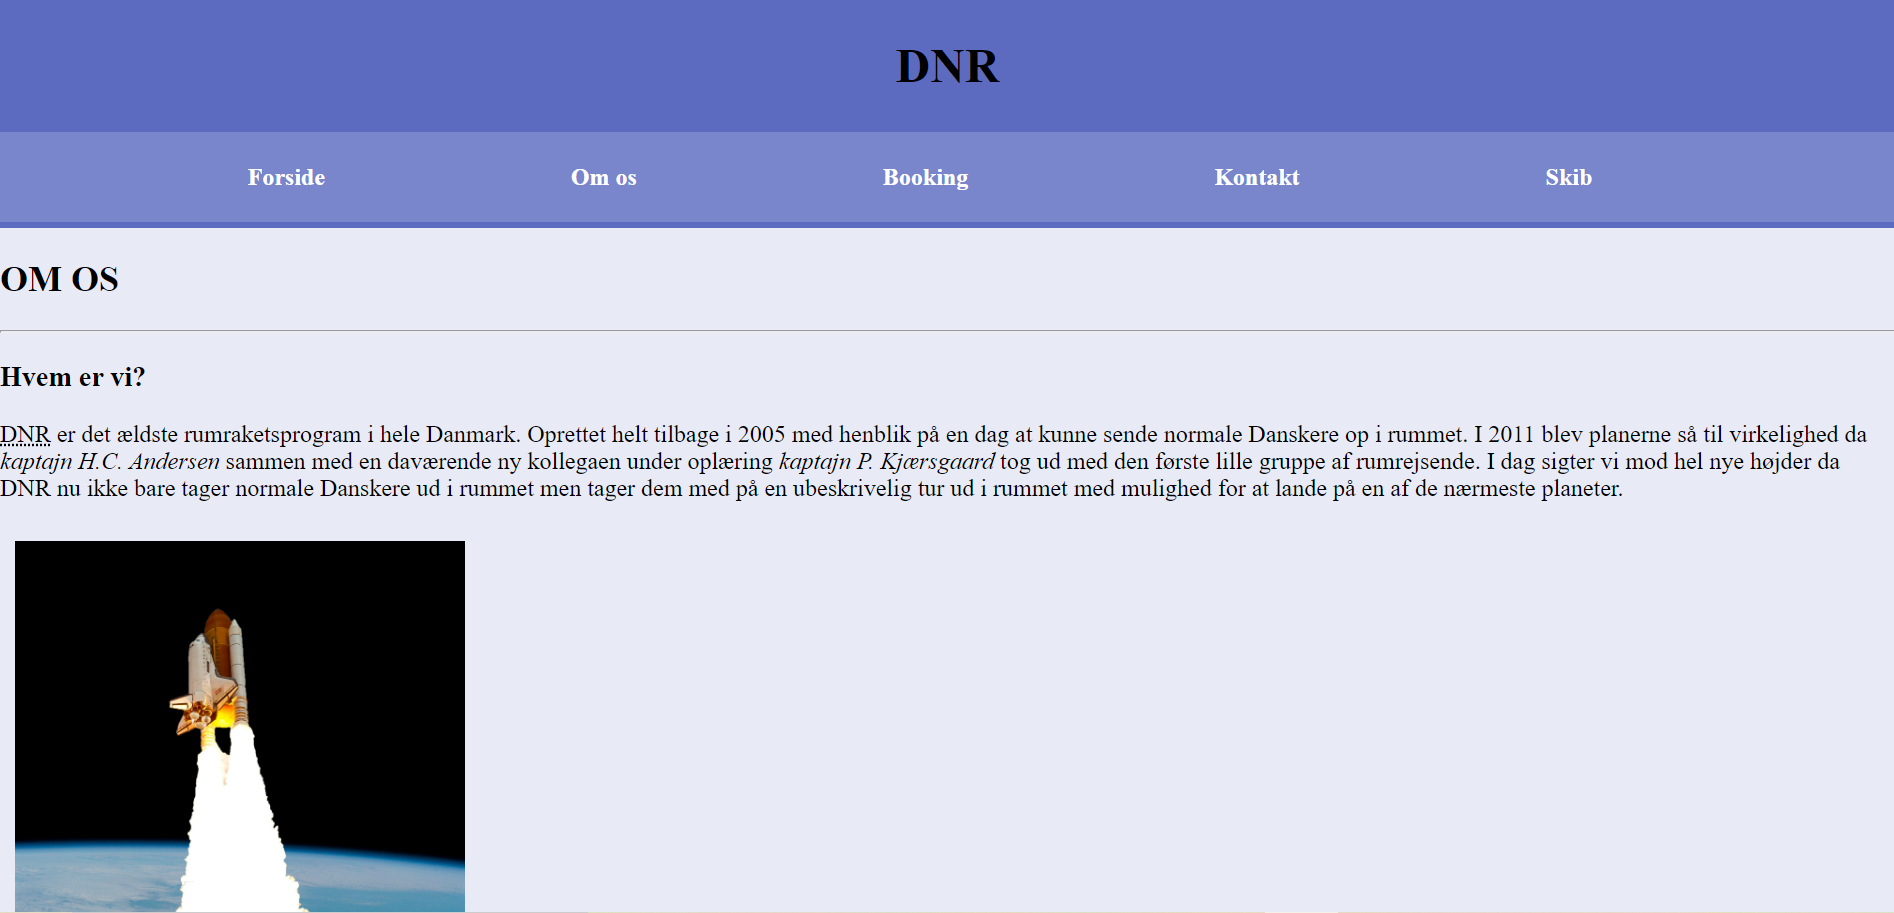 DNR
Forside Om os Booking Kontakt Skib
OM OS
Hvem er vi?
DNR er det ældste rumraketsprogram i hele Danmark. Oprettet helt tilbage i 2005 med henblik på en dag at kunne sende normale Danskere op i rummet. I 2011 blev planerne så til virkelighed da
kaptajn H.C. Andersen sammen med en daværende ny kollegaen under oplæring kaptajn P. Kjærsgaard tog ud med den første lille gruppe af rumrejsende. I dag sigter vi mod hel nye højder da
DNR nu ikke bare tager normale Danskere ud i rummet men tager dem med på en ubeskrivelig tur ud i rummet med mulighed for at lande på en af de nærmeste planeter.